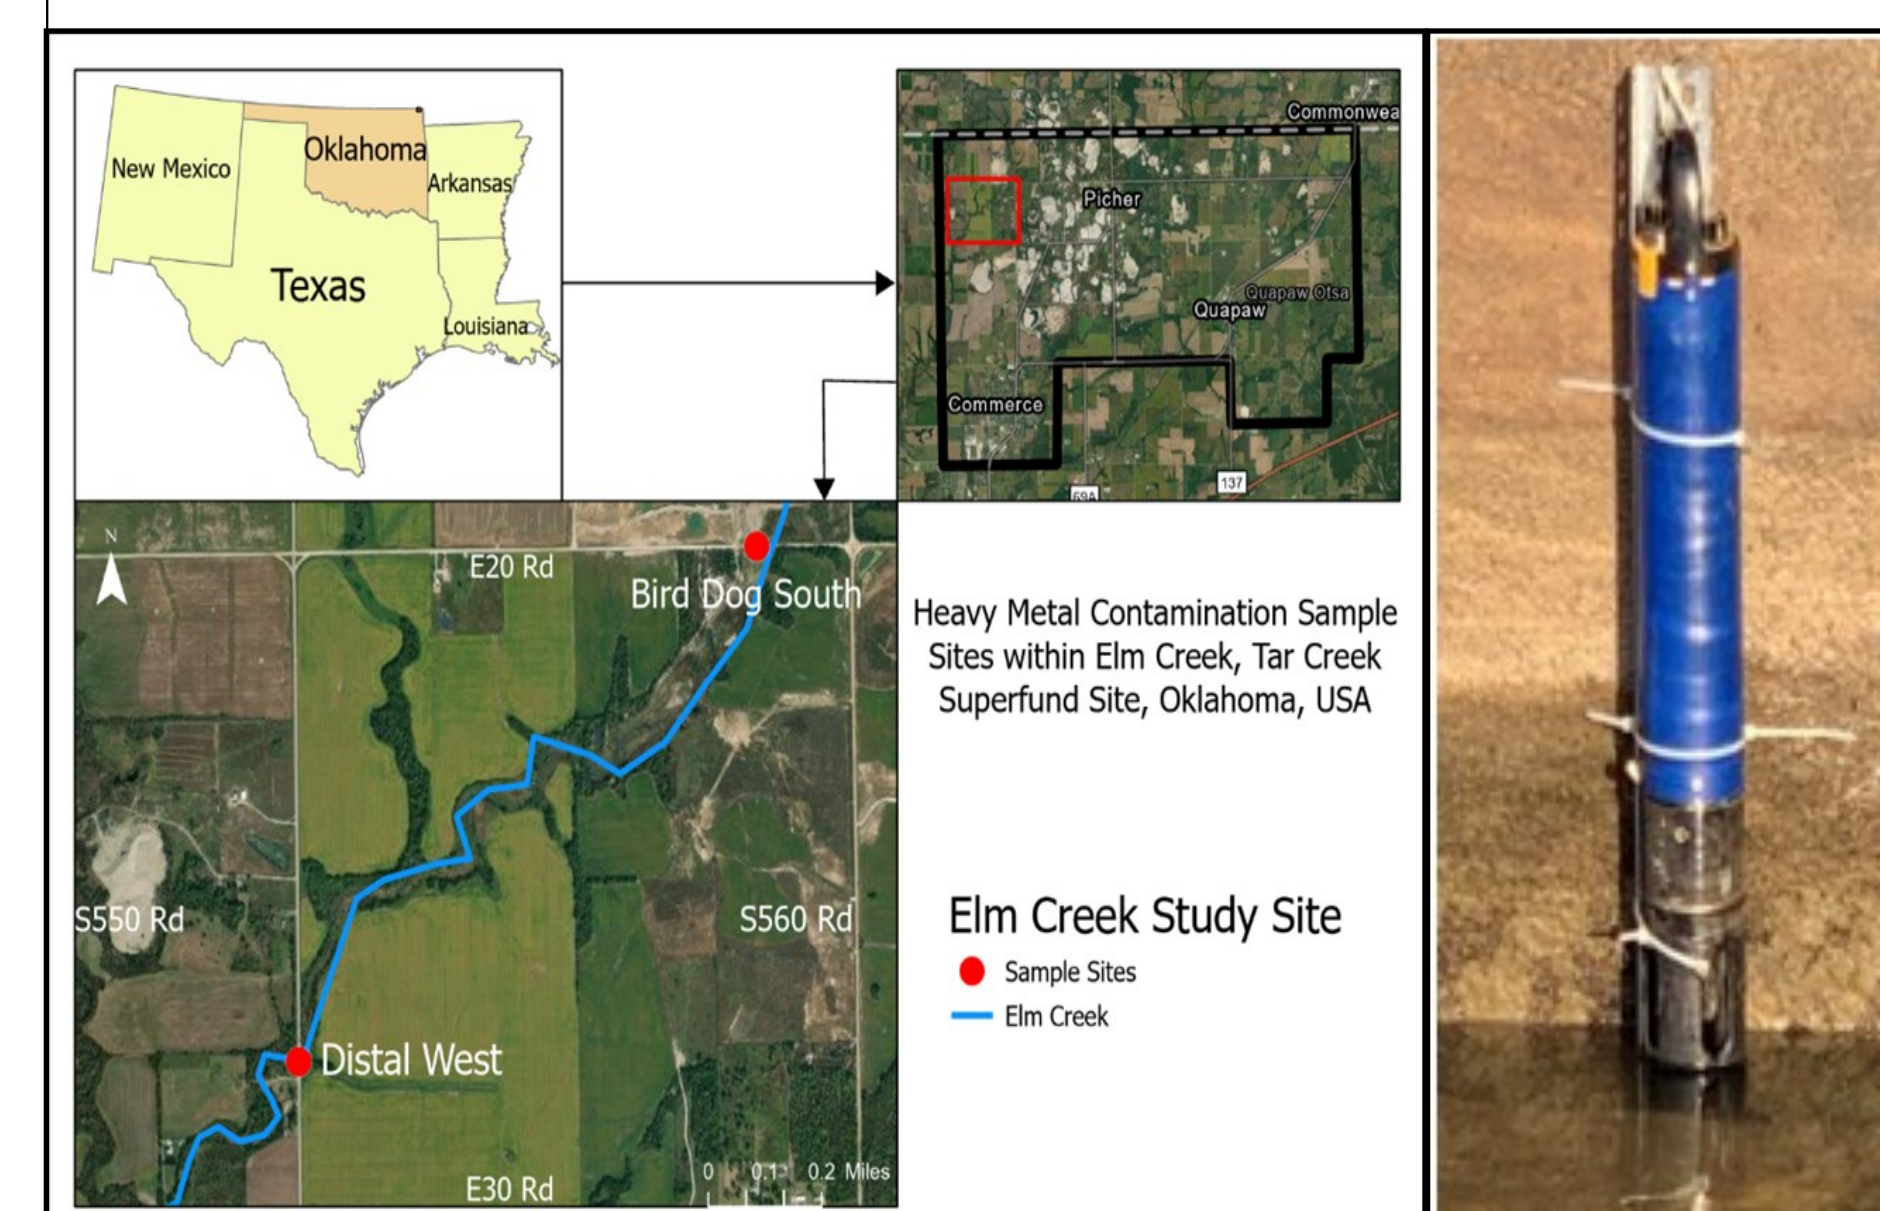 New Mexico
Oklahoma
Arkansas
Texas
Louisiana
Commonwea
Picher
Quapaw Otsa
Quapaw
Commerce
69A
137
N
E20 Rd
Bird Dog South
S550 Rd
S560 Rd
Distal West
0 0.1 0.2 Miles
E30 Rd
Heavy Metal Contamination Sample
Sites within Elm Creek, Tar Creek
Superfund Site, Oklahoma, USA
Elm Creek Study Site
Sample Sites
Elm Creek